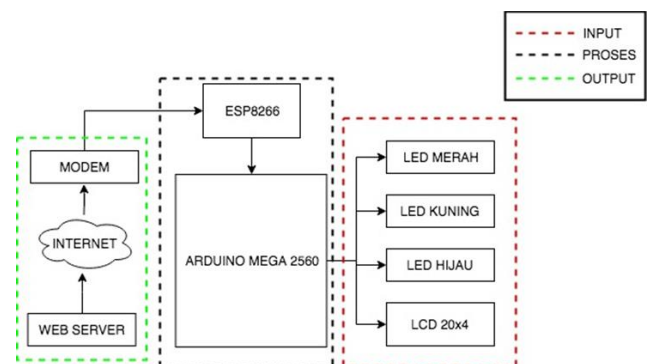 INPUT
PROSES
OUTPUT
ESP8266
MODEM
INTERNET
WEB SERVER
ARDUINO MEGA 2560
LED MERAH
LED KUNING
LED HIJAU
LCD 20x4